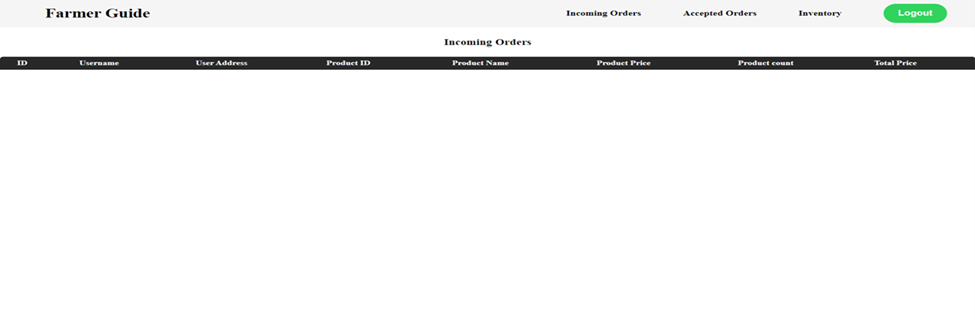 Farmer Guide Incoming Orders Accepted Orders Inventory Logout
Incoming Orders
ID Username User Address Product ID Product Name Product Price Product count Total Price